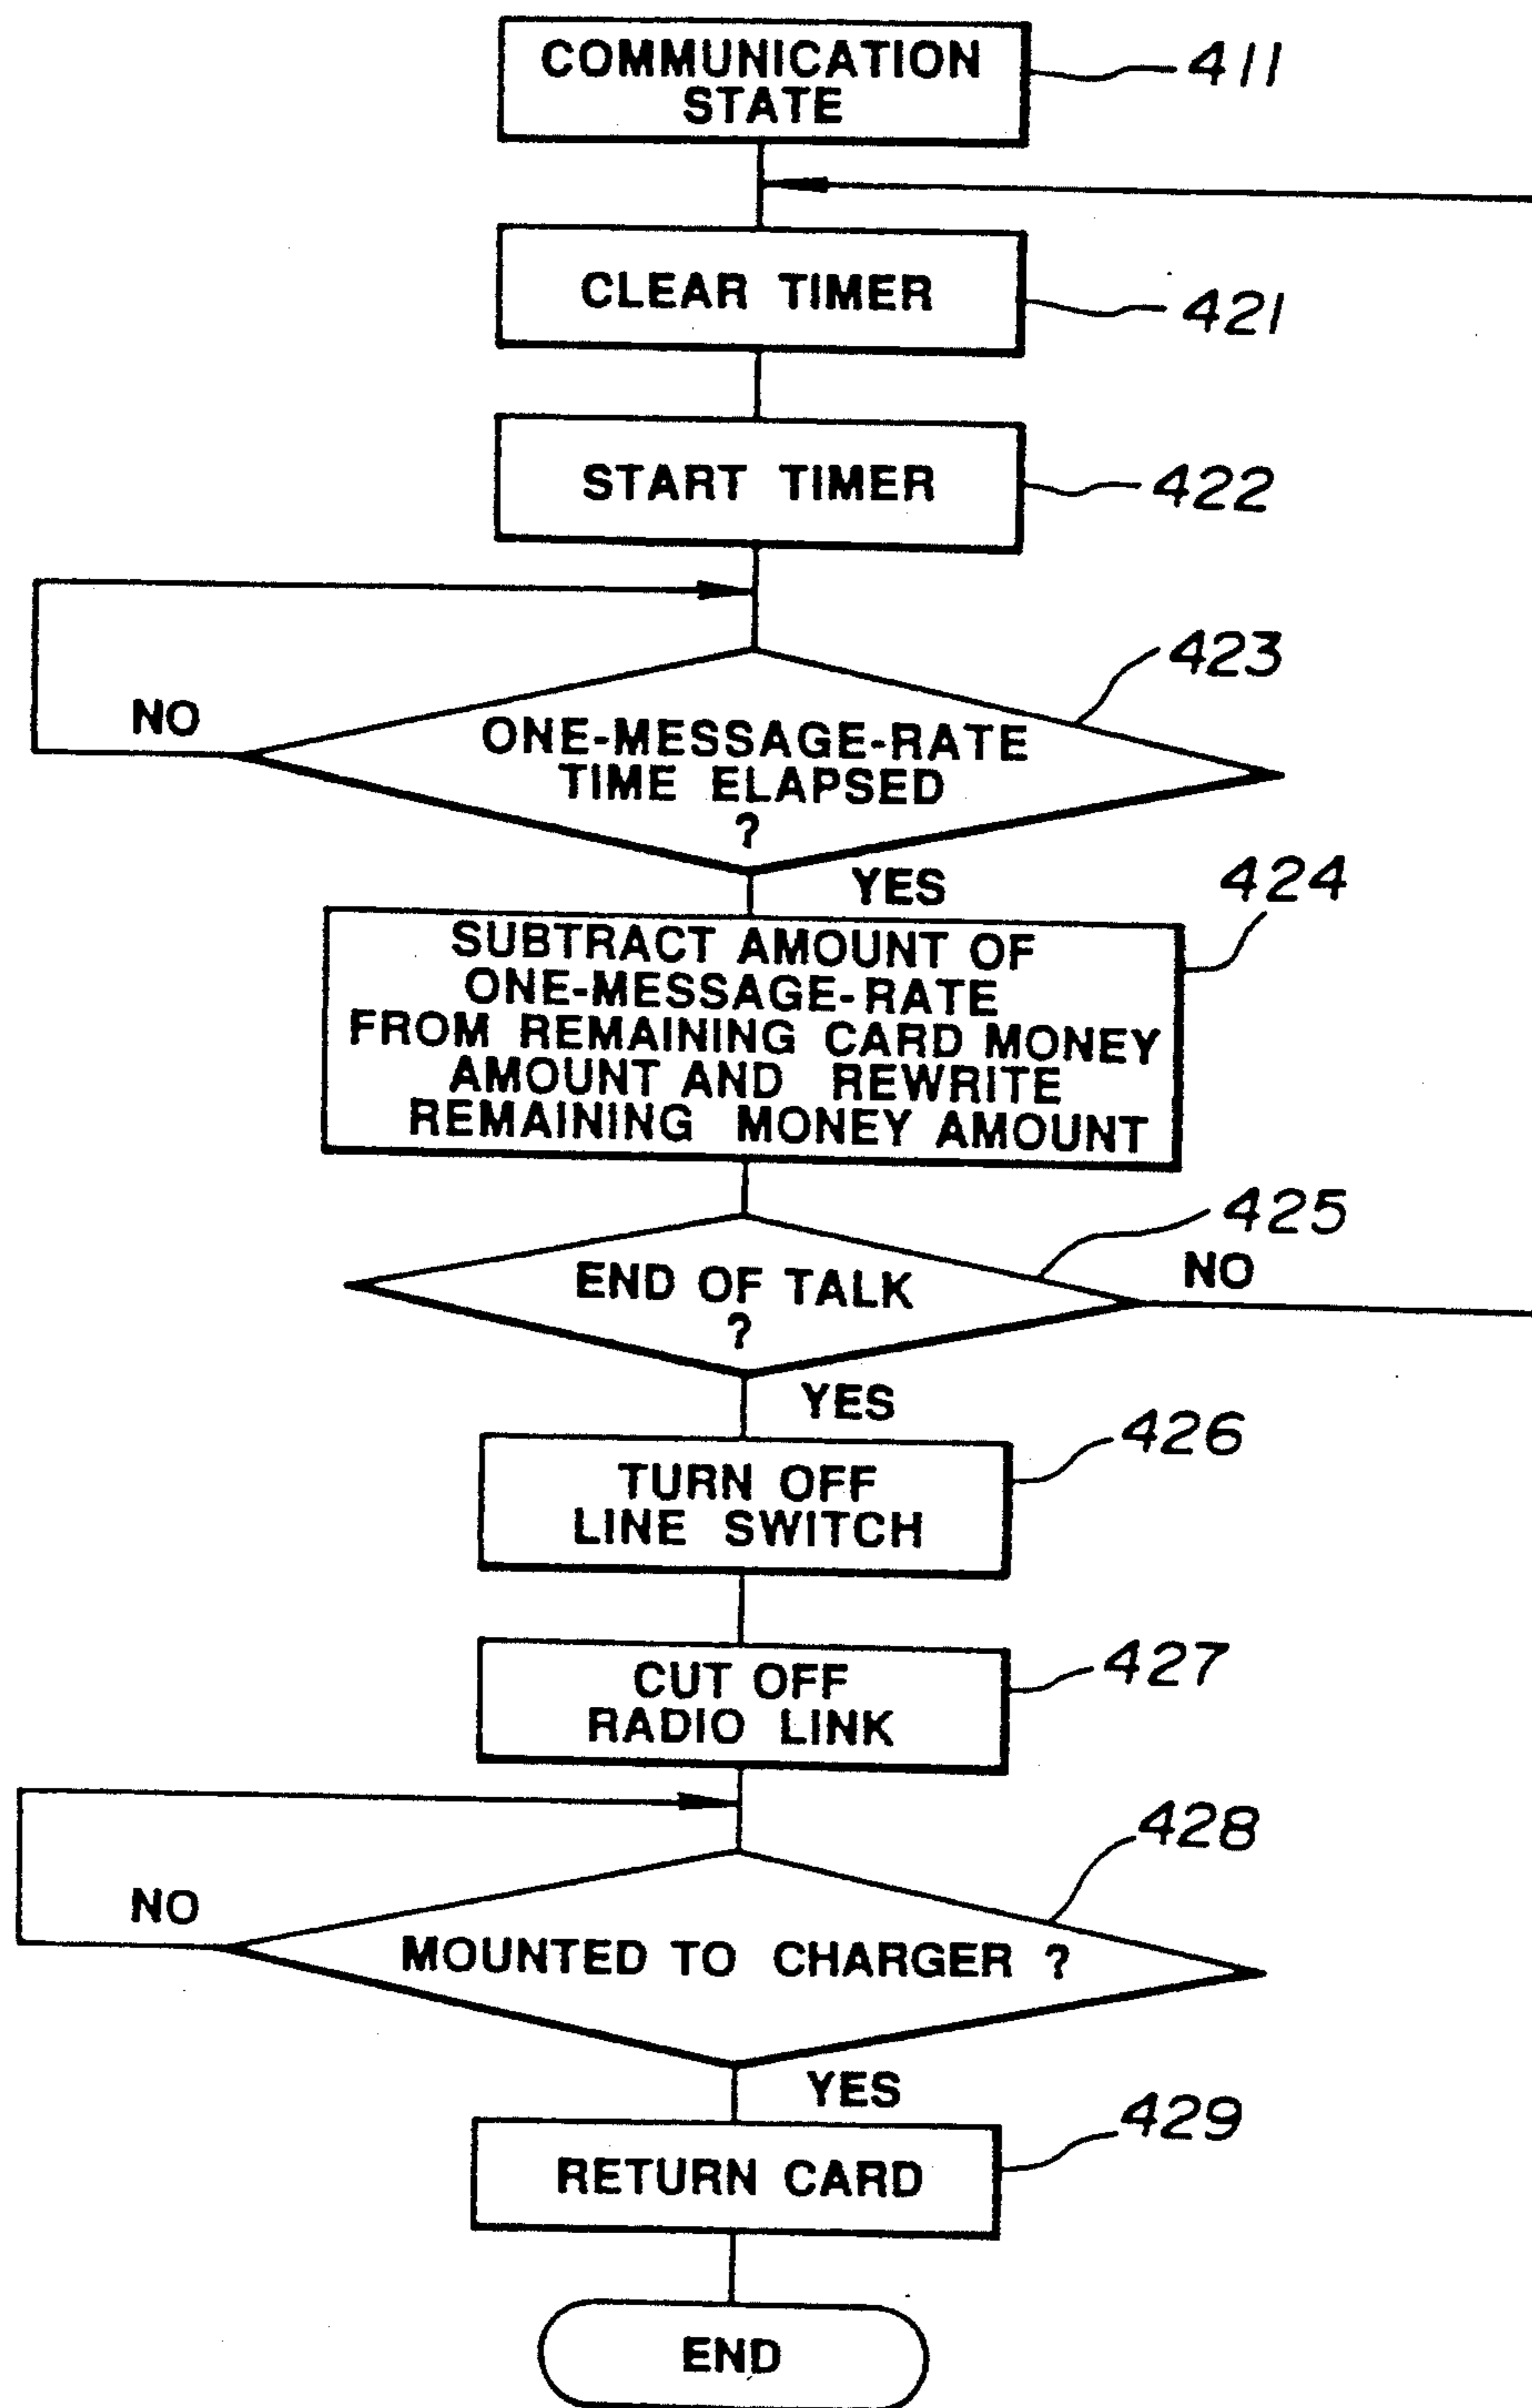 COMMUNICATION
STATE
411
CLEAR TIMER
421
START TIMER
422
423
NO
ONE-MESSAGE-RATE
TIME ELAPSED
?
YES
424
SUBTRACT AMOUNT OF
ONE-MESSAGE-RATE
FROM REMAINING CARD MONEY
AMOUNT AND REWRITE
REMAINING MONEY AMOUNT
425
NO
END OF TALK
?
YES
426
TURN OFF
LINE SWITCH
427
CUT OFF
RADIO LINK
428
NO
MOUNTED TO CHARGER ?
YES
429
RETURN CARD
END